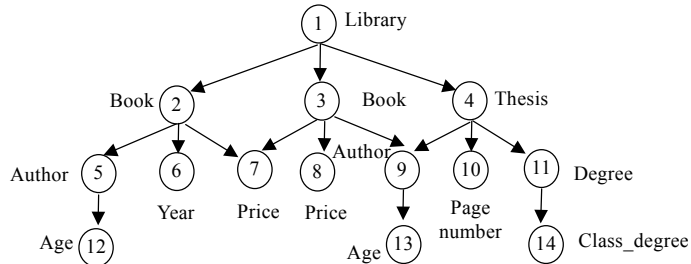 1 Library
Book 2 3 Book 4 Thesis
Author 5 6 7 8 Author 9 10 11 Degree
Year Price Price Page
number
Age 12 Age 13 14 Class_degree